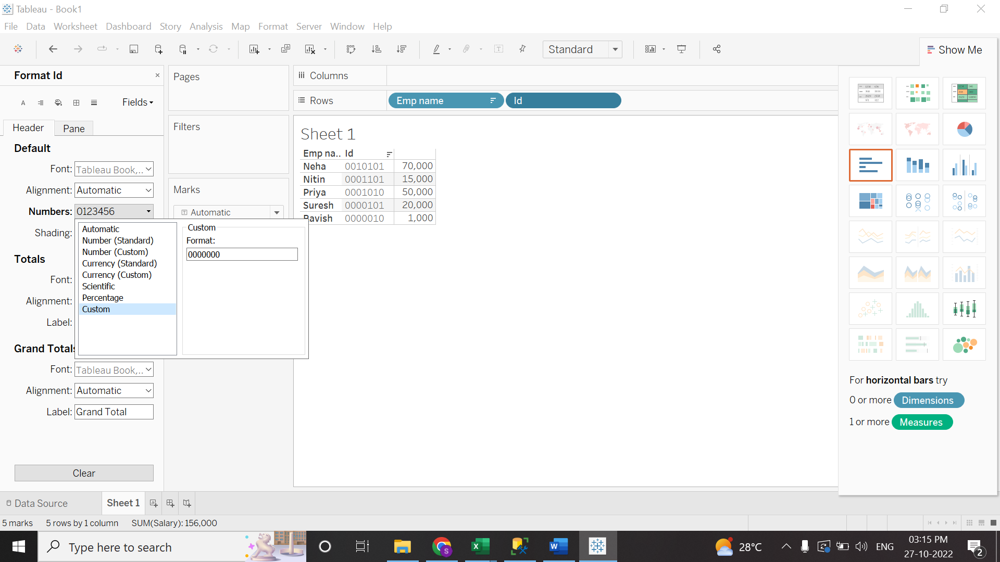 Tableau - Book1
File Data Worksheet Dashboard Story Analysis Map Format Server Window Help
Standard
Show Me
Format Id
Fields
Header Pane
Default
Font: Tableau Book,..
Alignment: Automatic
Numbers: 0123456
Shading:
Totals
Font:
Alignment:
Label:
Grand Totals
Font: Tableau Book,..
Alignment: Automatic
Label: Grand Total
Clear
Automatic
Number (Standard)
Number (Custom)
Currency (Standard)
Currency (Custom)
Scientific
Percentage
Custom
Custom
Format:
0000000
Pages
Filters
Marks
Automatic
Columns
Rows Emp name Id
Sheet 1
Emp na.. Id
Neha 0010101 70,000
Nitin 0001101 15,000
Priya 0001010 50,000
Suresh 0000101 20,000
Ravish 0000010 1,000
For horizontal bars try
0 or more Dimensions
1 or more Measures
Data Source Sheet 1
5 marks 5 rows by 1 column SUM(Salary): 156,000
Type here to search
28°C
ENG
03:15 PM
27-10-2022
2